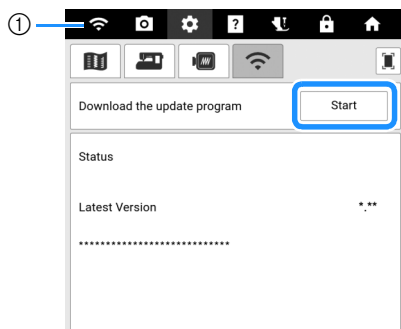 ①
?
Download the update program Start
Status
Latest Version *.**
****************************